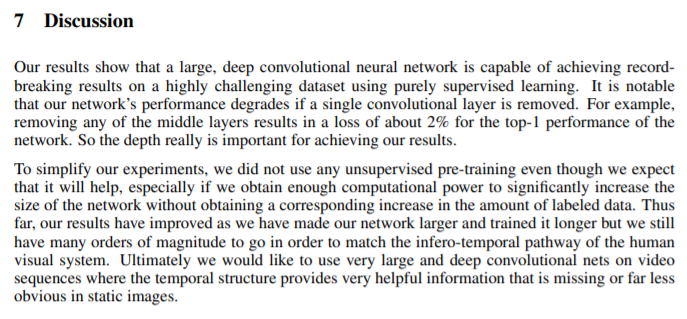 7 Discussion
Our results show that a large, deep convolutional neural network is capable of achieving record-
breaking results on a highly challenging dataset using purely supervised learning. It is notable
that our network's performance degrades if a single convolutional layer is removed. For example,
removing any of the middle layers results in a loss of about 2% for the top-1 performance of the
network. So the depth really is important for achieving our results.
To simplify our experiments, we did not use any unsupervised pre-training even though we expect
that it will help, especially if we obtain enough computational power to significantly increase the
size of the network without obtaining a corresponding increase in the amount of labeled data. Thus
far, our results have improved as we have made our network larger and trained it longer but we still
have many orders of magnitude to go in order to match the infero-temporal pathway of the human
visual system. Ultimately we would like to use very large and deep convolutional nets on video
sequences where the temporal structure provides very helpful information that is missing or far less
obvious in static images.